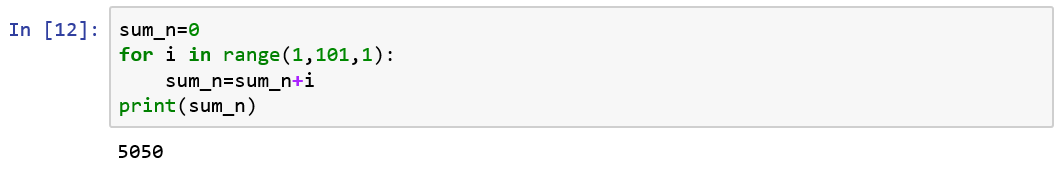 In [12]: sum_n=0
for i in range(1,101,1):
    sum_n=sum_n+i
print(sum_n)
5050